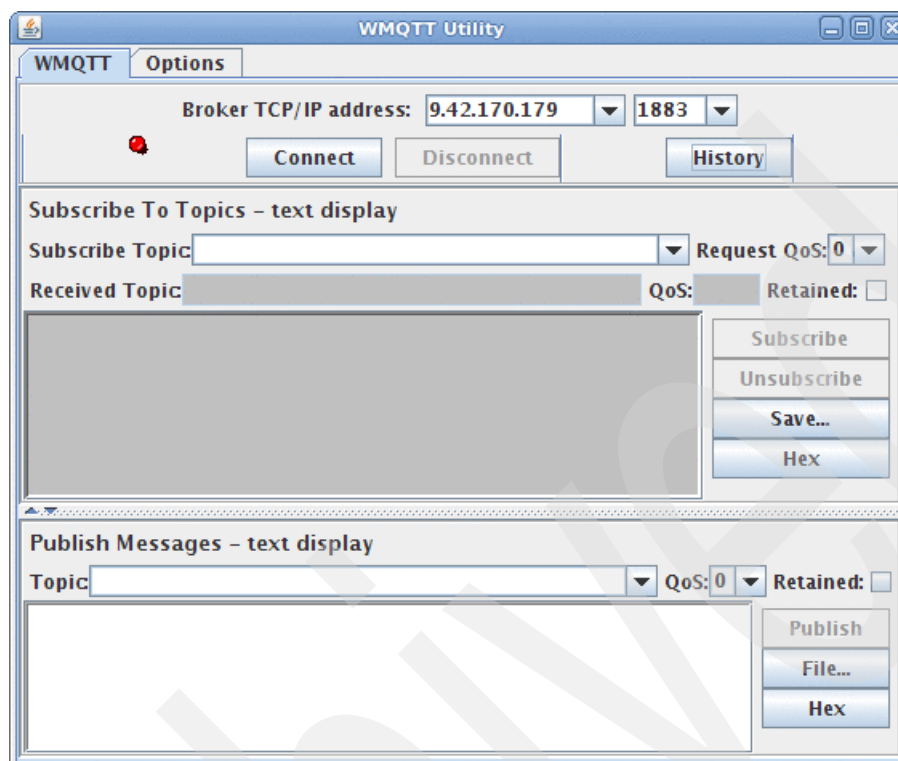 WMQTT Utility
WMQTT Options
Broker TCP/IP address: 9.42.170.179 1883
Connect Disconnect History
Subscribe To Topics - text display
Subscribe Topic: Request QoS: 0
Received Topic: QoS: Retained:
Subscribe
Unsubscribe
Save...
Hex
Publish Messages - text display
Topic: QoS: 0 Retained:
Publish
File...
Hex